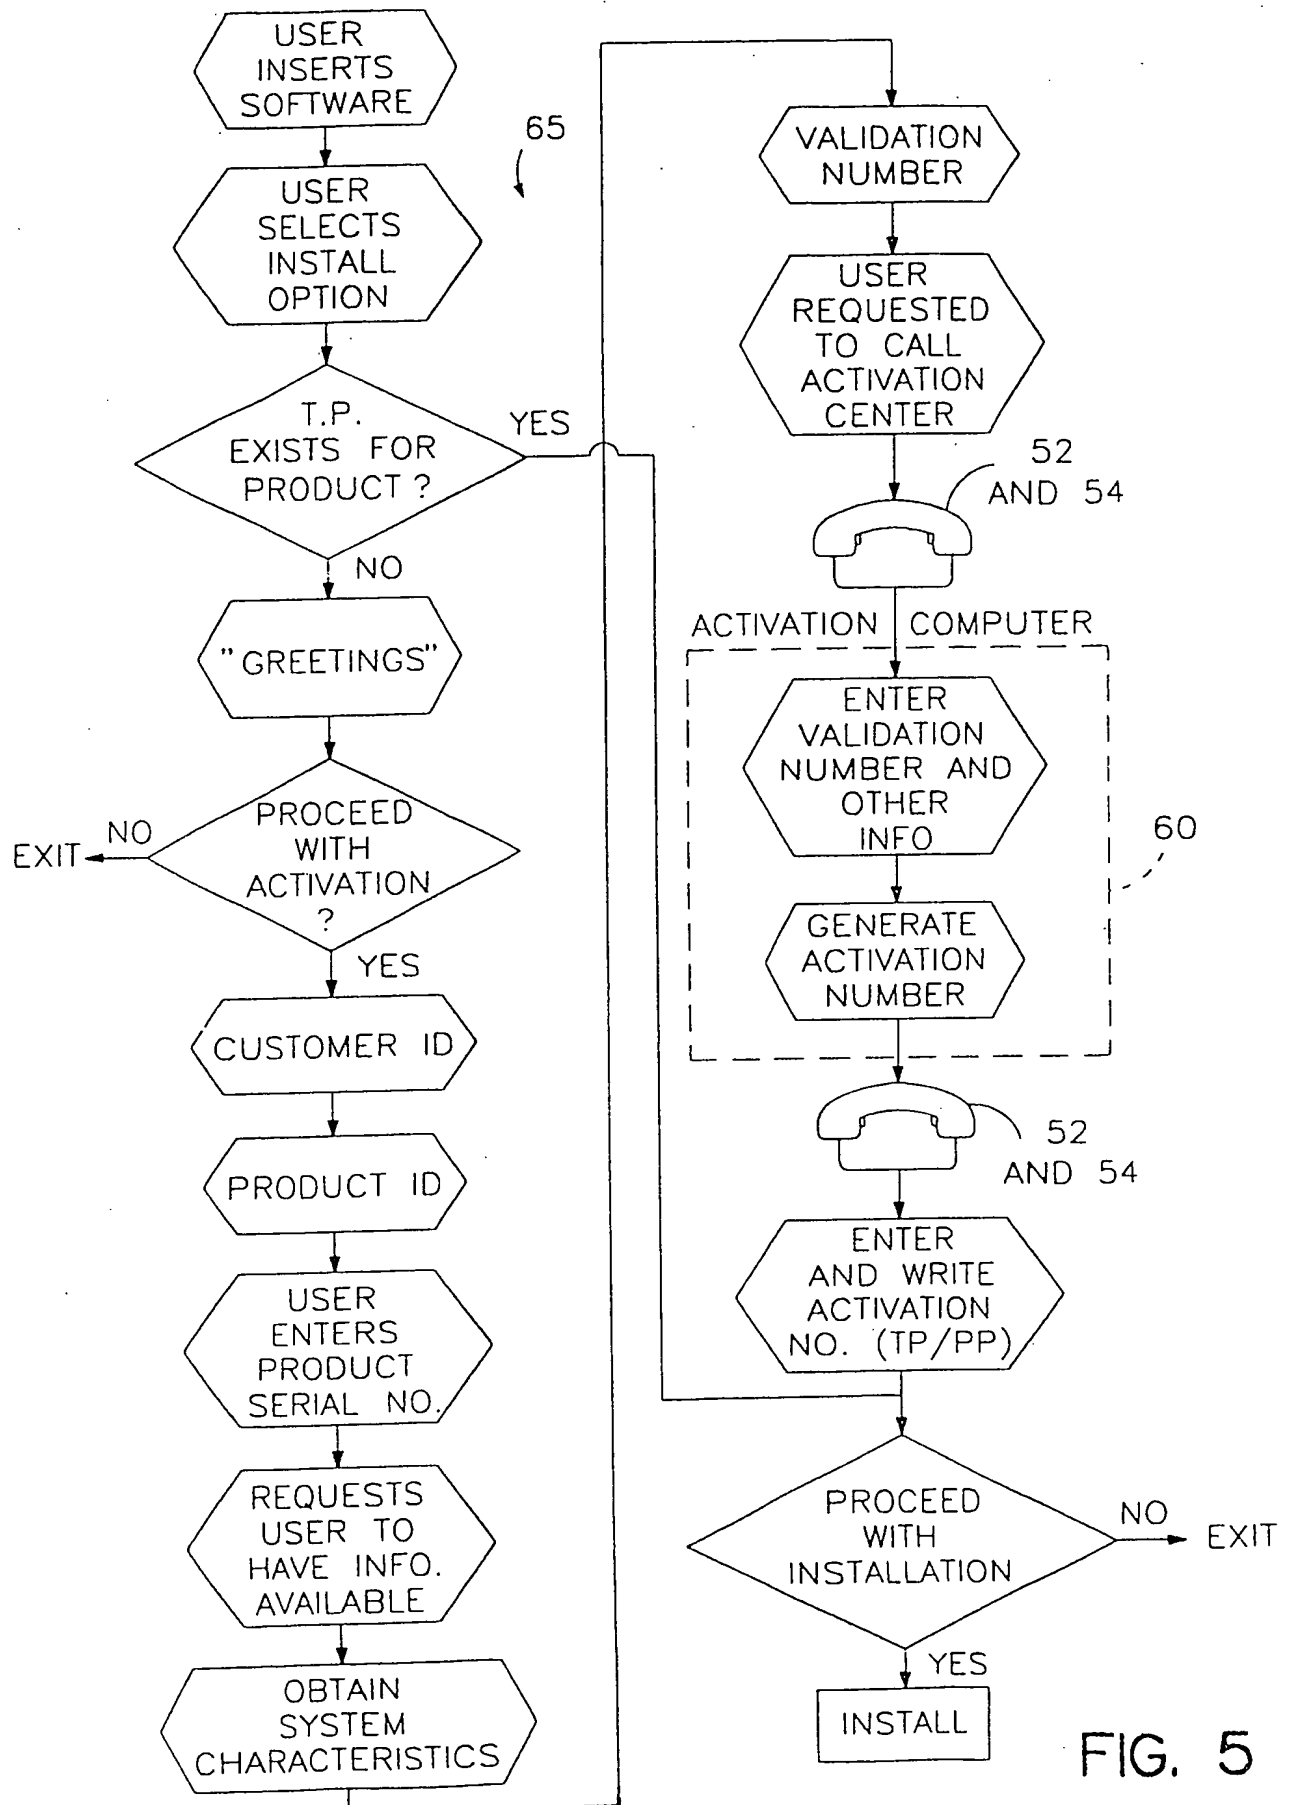 USER
INSERTS
SOFTWARE
65
USER
SELECTS
INSTALL
OPTION
T.P.
EXISTS FOR
PRODUCT ?
YES
NO
"GREETINGS"
PROCEED
WITH
ACTIVATION
?
NO
EXIT
YES
CUSTOMER ID
PRODUCT ID
USER
ENTERS
PRODUCT
SERIAL NO.
REQUESTS
USER TO
HAVE INFO.
AVAILABLE
OBTAIN
SYSTEM
CHARACTERISTICS
VALIDATION
NUMBER
USER
REQUESTED
TO CALL
ACTIVATION
CENTER
52
AND 54
ACTIVATION COMPUTER
ENTER
VALIDATION
NUMBER AND
OTHER
INFO
60
GENERATE
ACTIVATION
NUMBER
52
AND 54
ENTER
AND WRITE
ACTIVATION
NO. (TP/PP)
PROCEED
WITH
INSTALLATION
NO
EXIT
YES
INSTALL
FIG. 5